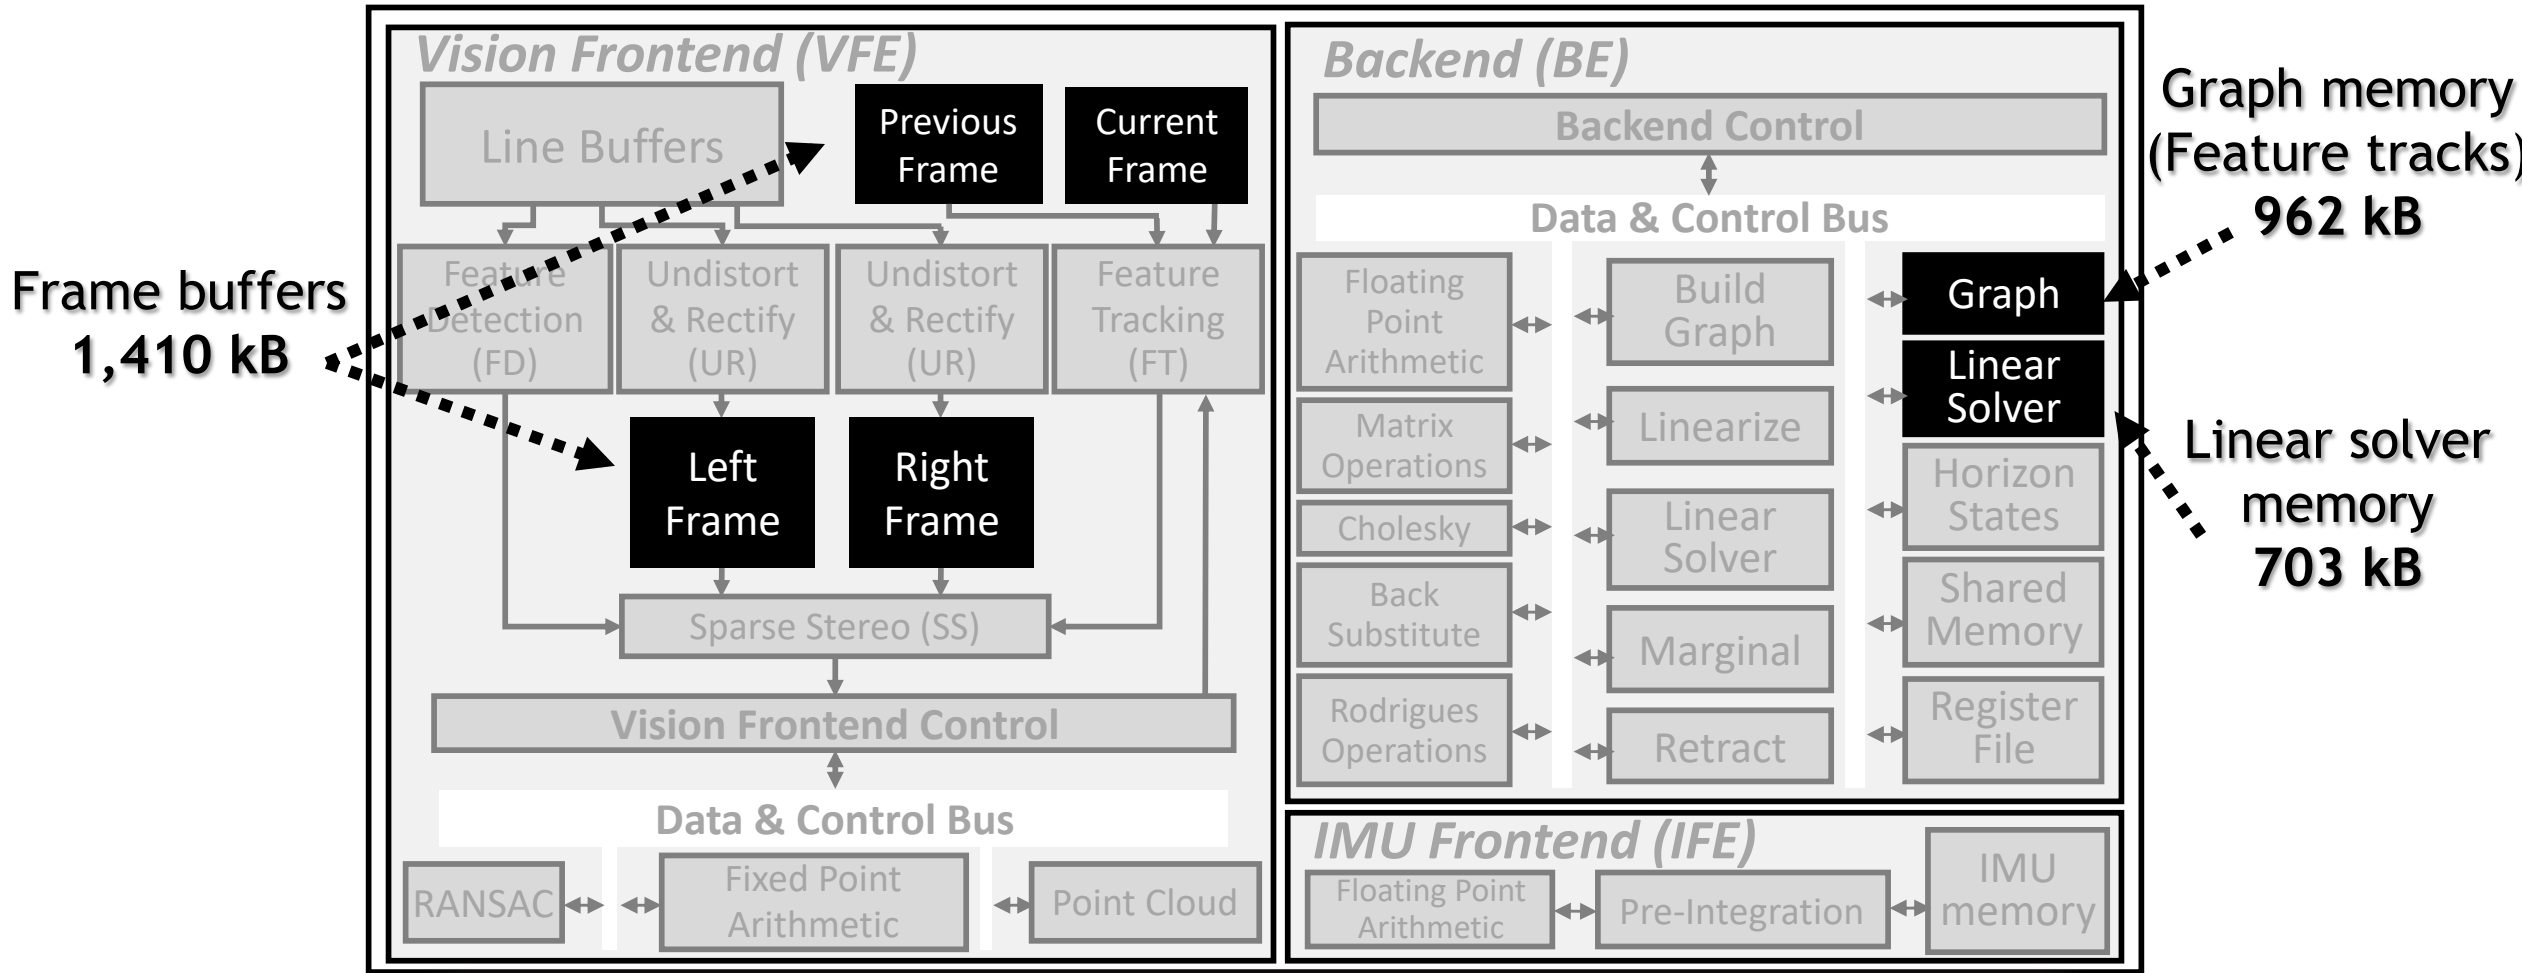 Vision Frontend (VFE)
Line Buffers
Previous
Frame
Current
Frame
Feature
Detection
(FD)
Undistort
& Rectify
(UR)
Undistort
& Rectify
(UR)
Feature
Tracking
(FT)
Frame buffers
1,410 kB
Left
Frame
Right
Frame
Sparse Stereo (SS)
Vision Frontend Control
Data & Control Bus
RANSAC
Fixed Point
Arithmetic
Point Cloud
Backend (BE)
Backend Control
Data & Control Bus
Floating
Point
Arithmetic
Matrix
Operations
Cholesky
Back
Substitute
Rodrigues
Operations
Build
Graph
Linearize
Linear
Solver
Marginal
Retract
Graph
Linear
Solver
Horizon
States
Shared
Memory
Register
File
Graph memory
(Feature tracks)
962 kB
Linear solver
memory
703 kB
IMU Frontend (IFE)
Floating Point
Arithmetic
Pre-Integration
IMU
memory